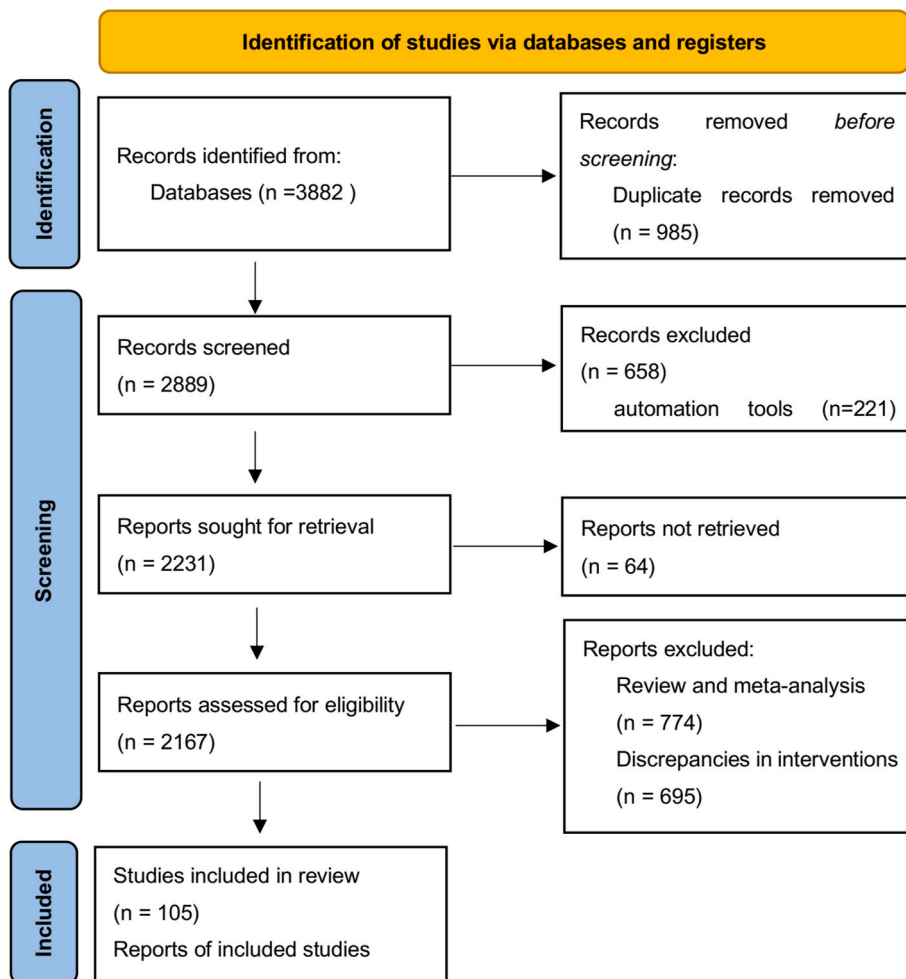 Identification of studies via databases and registers
Identification
Records identified from:
Databases (n =3882 )
Records removed before
screening:
Duplicate records removed
(n = 985)
Screening
Records screened
(n = 2889)
Records excluded
(n = 658)
automation tools (n=221)
Reports sought for retrieval
(n = 2231)
Reports not retrieved
(n = 64)
Reports assessed for eligibility
(n = 2167)
Reports excluded:
Review and meta-analysis
(n = 774)
Discrepancies in interventions
(n = 695)
Included
Studies included in review
(n = 105)
Reports of included studies